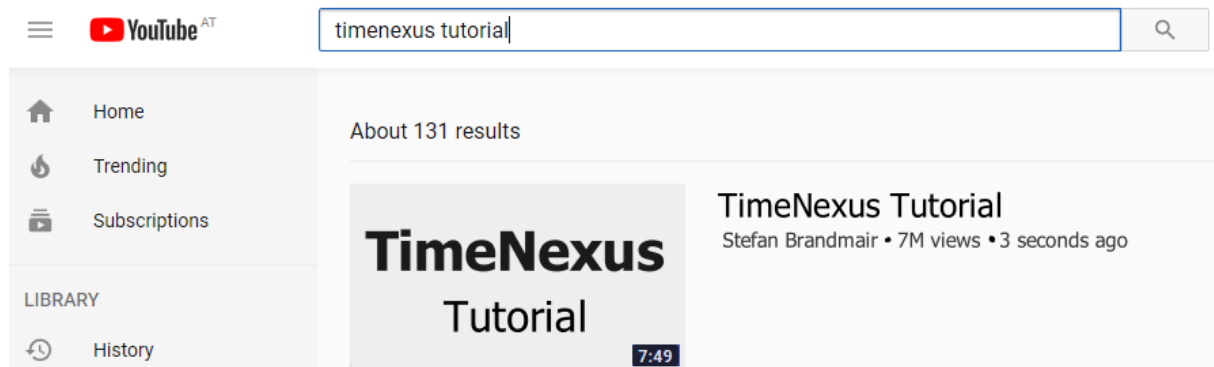 YouTube AT
timenexus tutorial
Home
Trending
Subscriptions
LIBRARY
History
About 131 results
TimeNexus
Tutorial
7:49
TimeNexus Tutorial
Stefan Brandmair • 7M views • 3 seconds ago